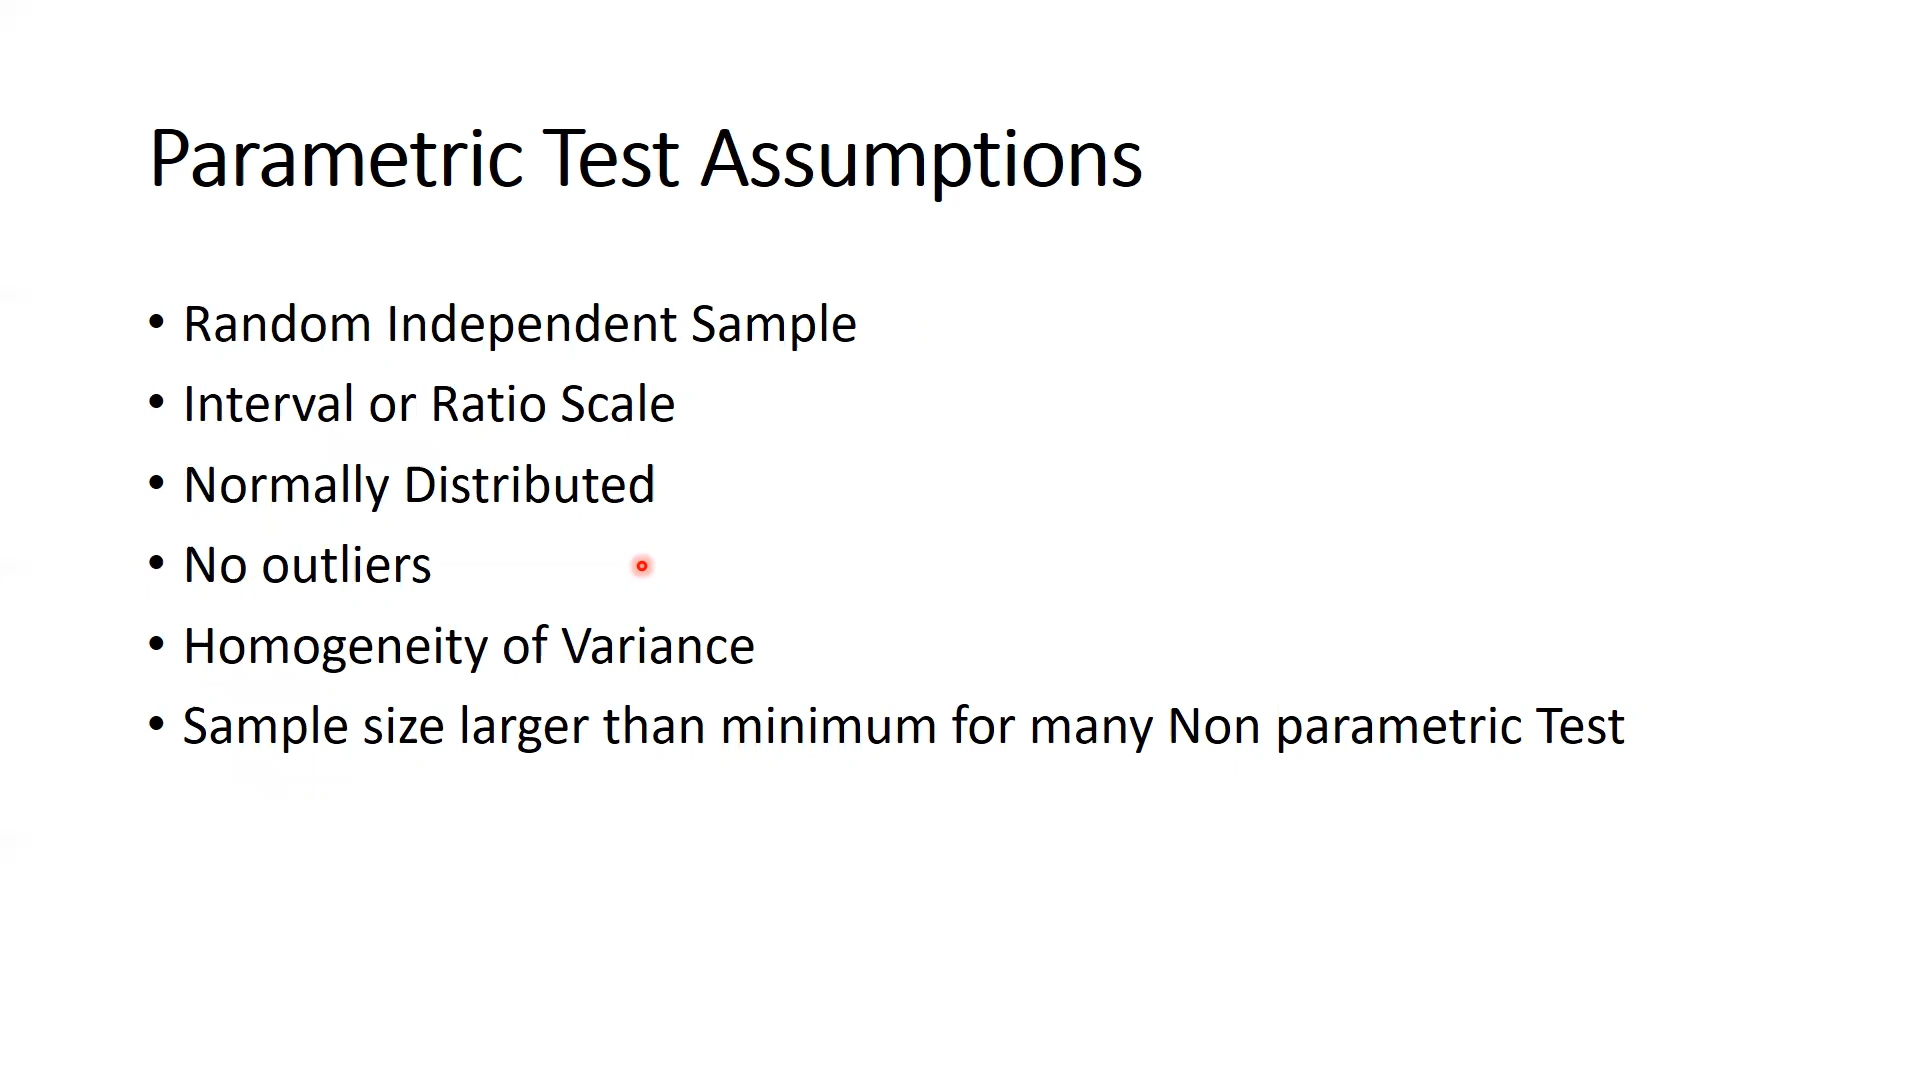 Parametric Test Assumptions
• Random Independent Sample
• Interval or Ratio Scale
• Normally Distributed
• No outliers
• Homogeneity of Variance
• Sample size larger than minimum for many Non parametric Test